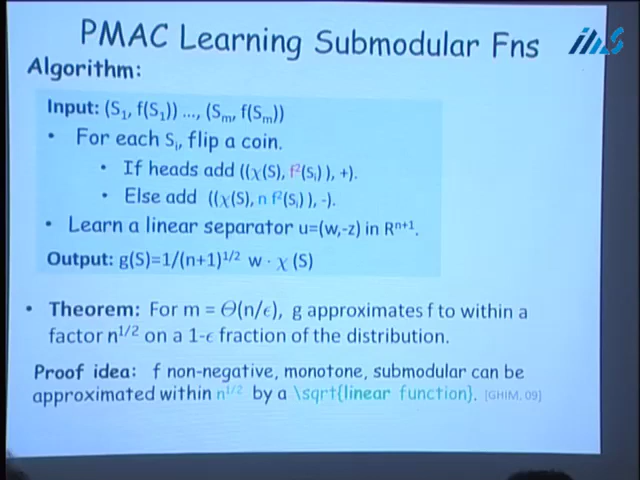 PMAC Learning Submodular Fns
ims
Algorithm:
Input: (S₁, f(S₁)) ..., (Sₘ, f(Sₘ))
• For each Sᵢ, flip a coin.
• If heads add ((χ(S), f²(Sᵢ) ), +).
• Else add ((χ(S), n f²(Sᵢ) ), -).
• Learn a linear separator u=(w,-z) in Rⁿ⁺¹.
Output: g(S)=1/(n+1)^{1/2} w · χ (S)
• Theorem: For m = Θ(n/ϵ), g approximates f to within a
factor n^{1/2} on a 1-ϵ fraction of the distribution.
Proof idea: f non-negative, monotone, submodular can be
approximated within n^{1/2} by a \sqrt{linear function}. [GHIM, 09]